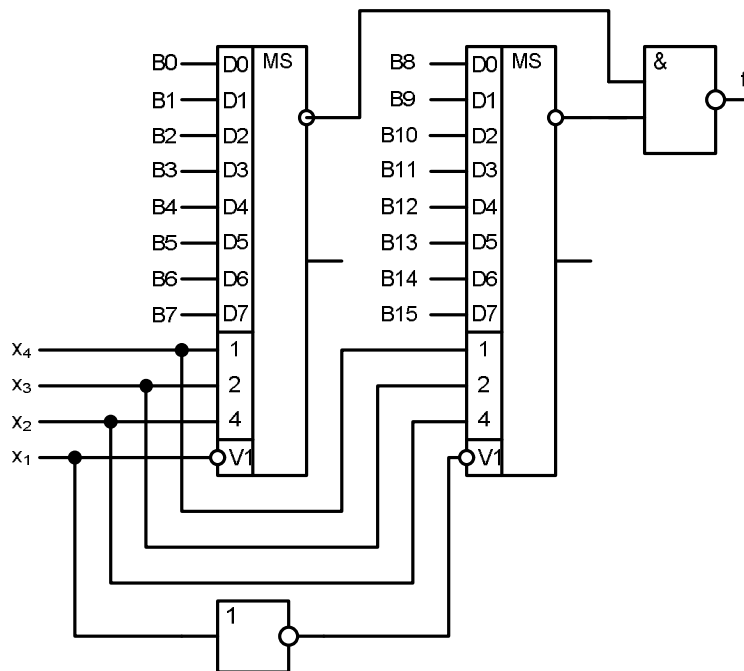 B0 D0 MS
B1 D1
B2 D2
B3 D3
B4 D4
B5 D5
B6 D6
B7 D7
x4 1
x3 2
x2 4
x1 V1
B8 D0 MS
B9 D1
B10 D2
B11 D3
B12 D4
B13 D5
B14 D6
B15 D7
1
2
4
V1
&
f
1